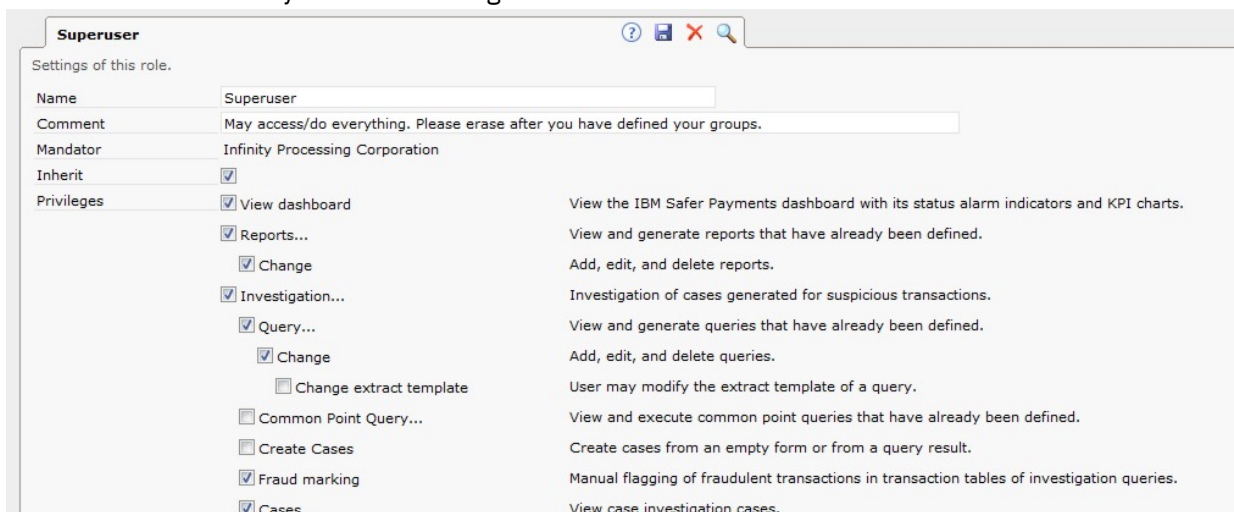 Superuser
Settings of this role.
Name Superuser
Comment May access/do everything. Please erase after you have defined your groups.
Mandator Infinity Processing Corporation
Inherit
Privileges View dashboard View the IBM Safer Payments dashboard with its status alarm indicators and KPI charts.
Reports... View and generate reports that have already been defined.
Change Add, edit, and delete reports.
Investigation... Investigation of cases generated for suspicious transactions.
Query... View and generate queries that have already been defined.
Change Add, edit, and delete queries.
Change extract template User may modify the extract template of a query.
Common Point Query... View and execute common point queries that have already been defined.
Create Cases Create cases from an empty form or from a query result.
Fraud marking Manual flagging of fraudulent transactions in transaction tables of investigation queries.
Cases View case investigation cases.